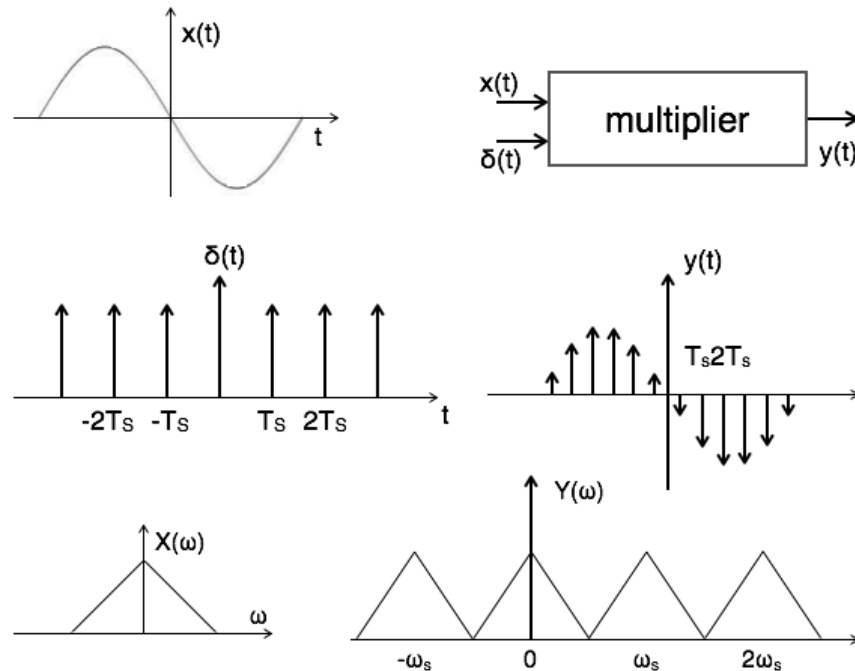 x(t)
t
x(t)
δ(t)
multiplier
y(t)
δ(t)
-2Ts -Ts Ts 2Ts t
y(t)
Ts2Ts
X(ω)
ω
Y(ω)
-ωs 0 ωs 2ωs